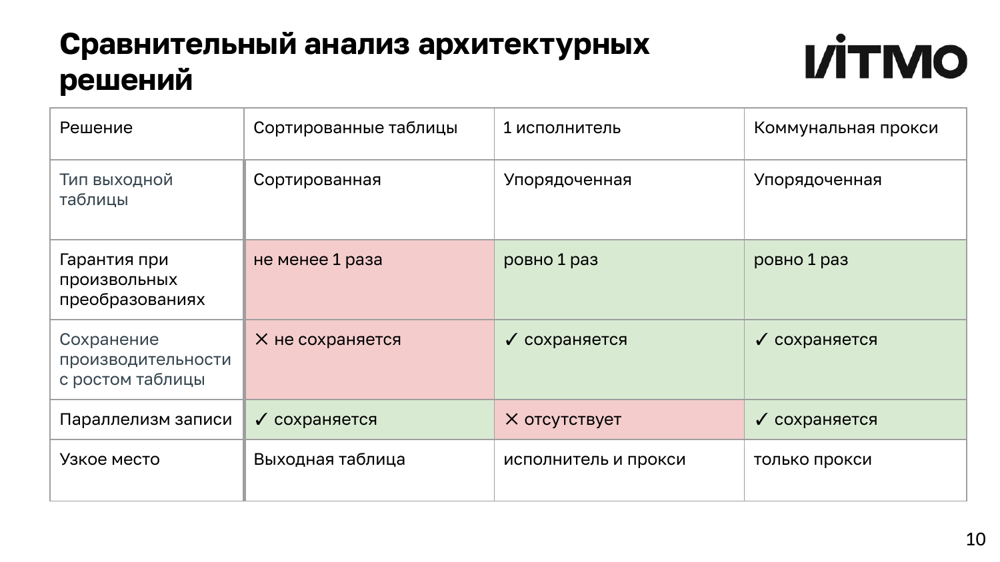 Сравнительный анализ архитектурных
решений
ИТМО
Решение
Сортированные таблицы
1 исполнитель
Коммунальная прокси
Тип выходной
таблицы
Сортированная
Упорядоченная
Упорядоченная
Гарантия при
произвольных
преобразованиях
не менее 1 раза
ровно 1 раз
ровно 1 раз
Сохранение
производительности
с ростом таблицы
✕ не сохраняется
✓ сохраняется
✓ сохраняется
Параллелизм записи
✓ сохраняется
✕ отсутствует
✓ сохраняется
Узкое место
Выходная таблица
исполнитель и прокси
только прокси
10